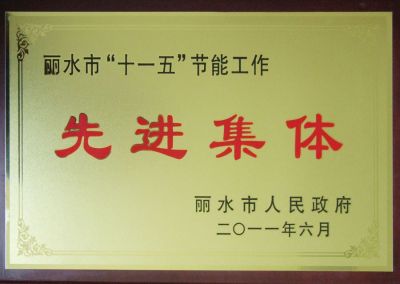 丽水市“十一五”节能工作
先进集体
丽水市人民政府
二〇一一年六月